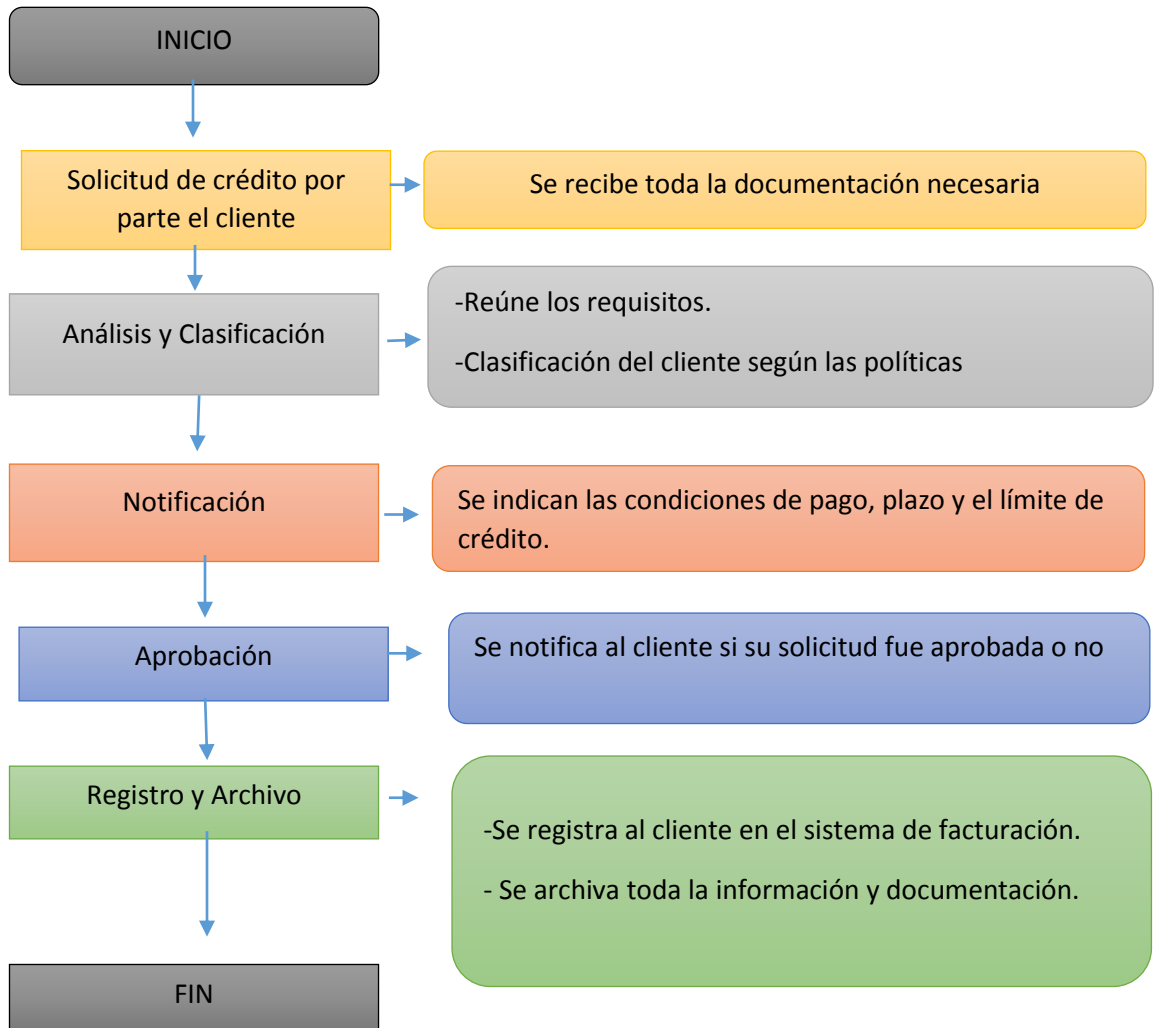 INICIO
Solicitud de crédito por
parte el cliente
Se recibe toda la documentación necesaria
Análisis y Clasificación
-Reúne los requisitos.
-Clasificación del cliente según las políticas
Notificación
Se indican las condiciones de pago, plazo y el límite de
crédito.
Aprobación
Se notifica al cliente si su solicitud fue aprobada o no
Registro y Archivo
-Se registra al cliente en el sistema de facturación.
- Se archiva toda la información y documentación.
FIN